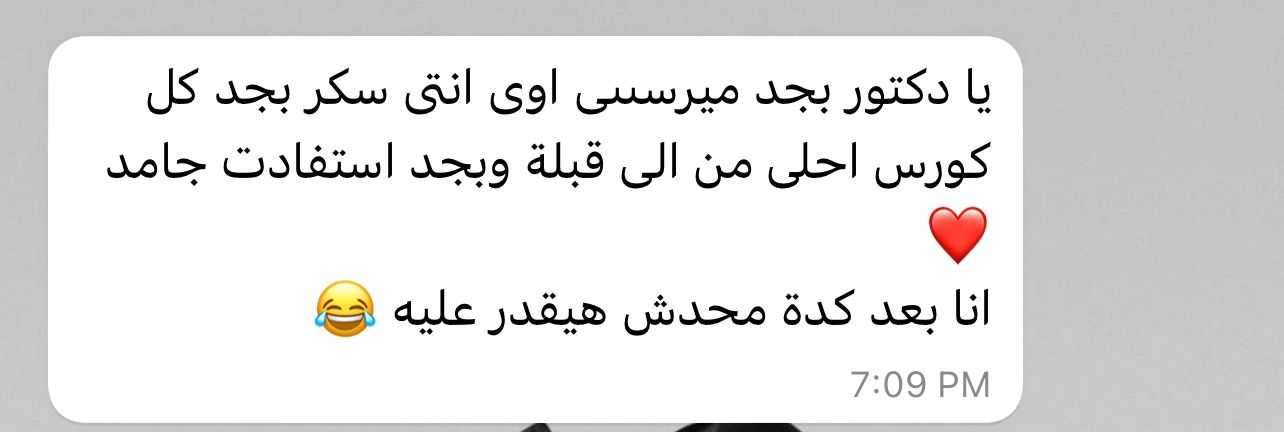 يا دكتور بجد ميرسىى اوى انتى سكر بجد كل
كورس احلى من الى قبلة وبجد استفادت جامد
❤️
انا بعد كدة محدش هيقدر عليه 😂
7:09 PM